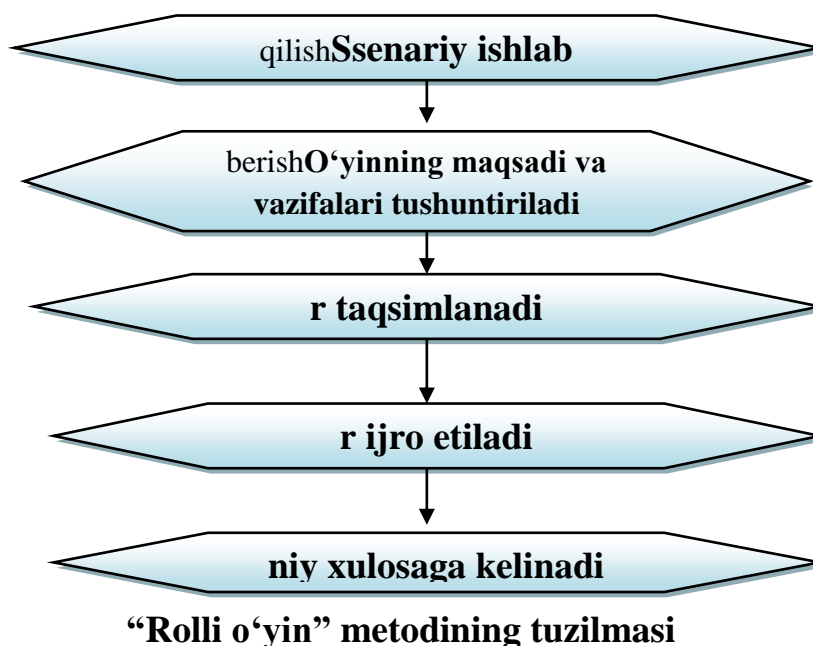 qilishSsenariy ishlab
berishO‘yinning maqsadi va
vazifalari tushuntiriladi
r taqsimlanadi
r ijro etiladi
niy xulosaga kelinadi
“Rolli o‘yin” metodining tuzilmasi